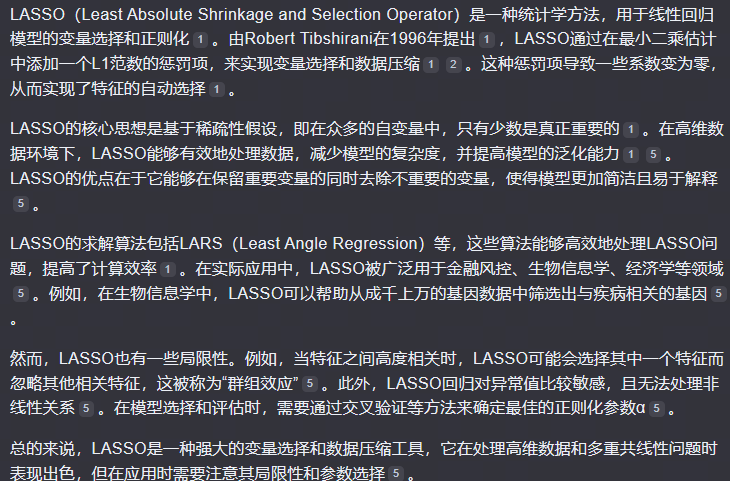 LASSO（Least Absolute Shrinkage and Selection Operator）是一种统计学方法，用于线性回归
模型的变量选择和正则化 1 。由Robert Tibshirani在1996年提出 1 ，LASSO通过在最小二乘估计
中添加一个L1范数的惩罚项，来实现变量选择和数据压缩 1 2 。这种惩罚项导致一些系数变为零，
从而实现了特征的自动选择 1 。
LASSO的核心思想是基于稀疏性假设，即在众多的自变量中，只有少数是真正重要的 1 。在高维数
据环境下，LASSO能够有效地处理数据，减少模型的复杂度，并提高模型的泛化能力 1 5 。
LASSO的优点在于它能够在保留重要变量的同时去除不重要的变量，使得模型更加简洁且易于解释
5 。
LASSO的求解算法包括LARS（Least Angle Regression）等，这些算法能够高效地处理LASSO问
题，提高了计算效率 1 。在实际应用中，LASSO被广泛用于金融风控、生物信息学、经济学等领域
5 。例如，在生物信息学中，LASSO可以帮助从成千上万的基因数据中筛选出与疾病相关的基因 5
。
然而，LASSO也有一些局限性。例如，当特征之间高度相关时，LASSO可能会选择其中一个特征而
忽略其他相关特征，这被称为“群组效应” 5 。此外，LASSO回归对异常值比较敏感，且无法处理非
线性关系 5 。在模型选择和评估时，需要通过交叉验证等方法来确定最佳的正则化参数α 5 。
总的来说，LASSO是一种强大的变量选择和数据压缩工具，它在处理高维数据和多重共线性问题时
表现出色，但在应用时需要注意其局限性和参数选择 5 。